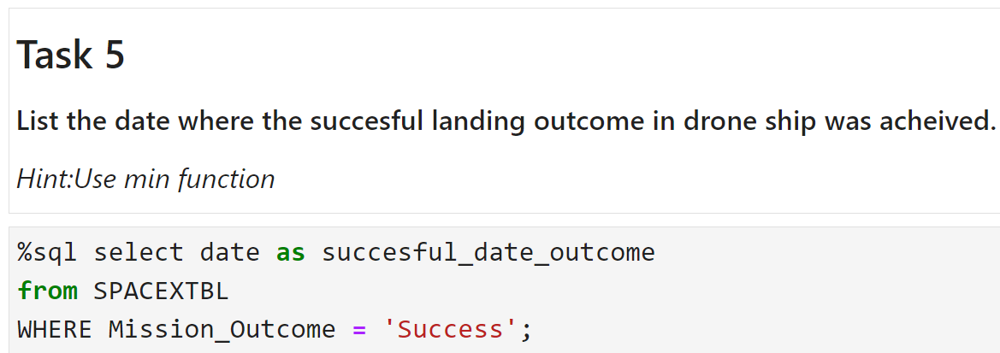 Task 5
List the date where the succesful landing outcome in drone ship was acheived.
Hint:Use min function
%sql select date as succesful_date_outcome
from SPACEXTBL
WHERE Mission_Outcome = 'Success';